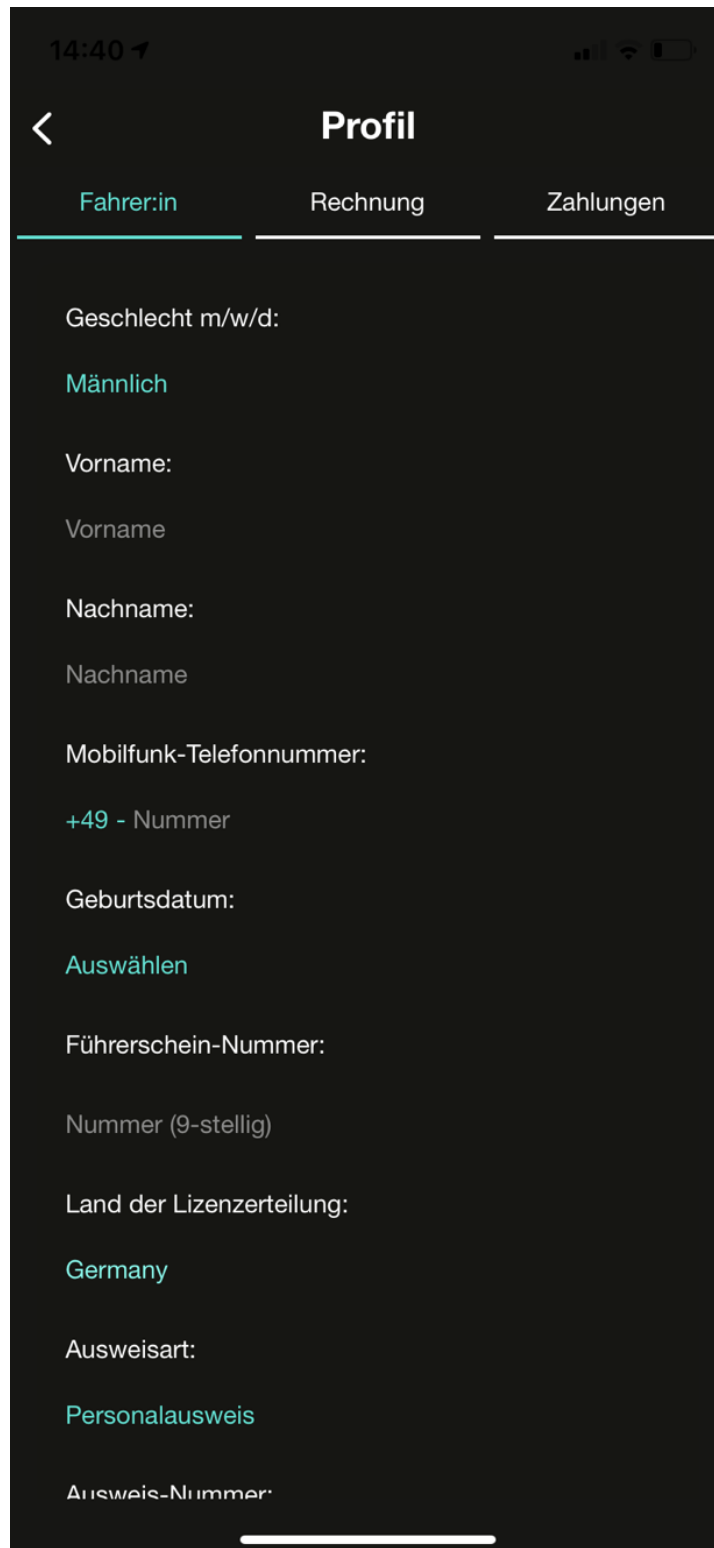 14:40
Profil
Fahrer:in Rechnung Zahlungen
Geschlecht m/w/d:
Männlich
Vorname:
Vorname
Nachname:
Nachname
Mobilfunk-Telefonnummer:
+49 - Nummer
Geburtsdatum:
Auswählen
Führerschein-Nummer:
Nummer (9-stellig)
Land der Lizenzerteilung:
Germany
Ausweisart:
Personalausweis
Ausweis-Nummer: